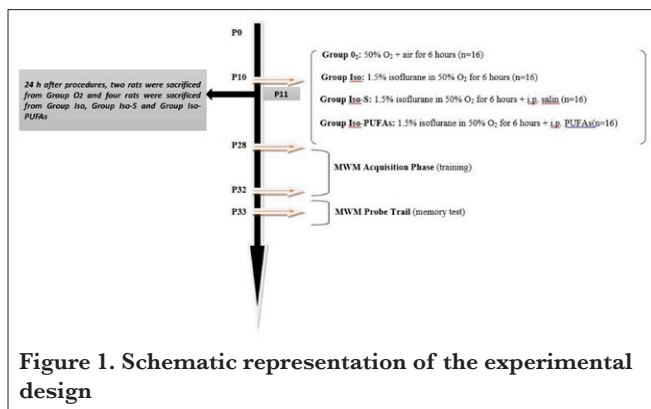 P0
Group 0₂: 50% O₂ + air for 6 hours (n=16)
P10
Group Iso: 1.5% isoflurane in 50% O₂ for 6 hours (n=16)
24 h after procedures, two rats were sacrificed
from Group O2 and four rats were sacrificed
from Group Iso, Group Iso-S and Group Iso-
PUFAs
P11
Group Iso-S: 1.5% isoflurane in 50% O₂ for 6 hours + i.p. salin (n=16)
Group Iso-PUFAs: 1.5% isoflurane in 50% O₂ for 6 hours + i.p. PUFAs(n=16)
P28
MWM Acquisition Phase (training)
P32
P33
MWM Probe Trail (memory test)
Figure 1. Schematic representation of the experimental
design